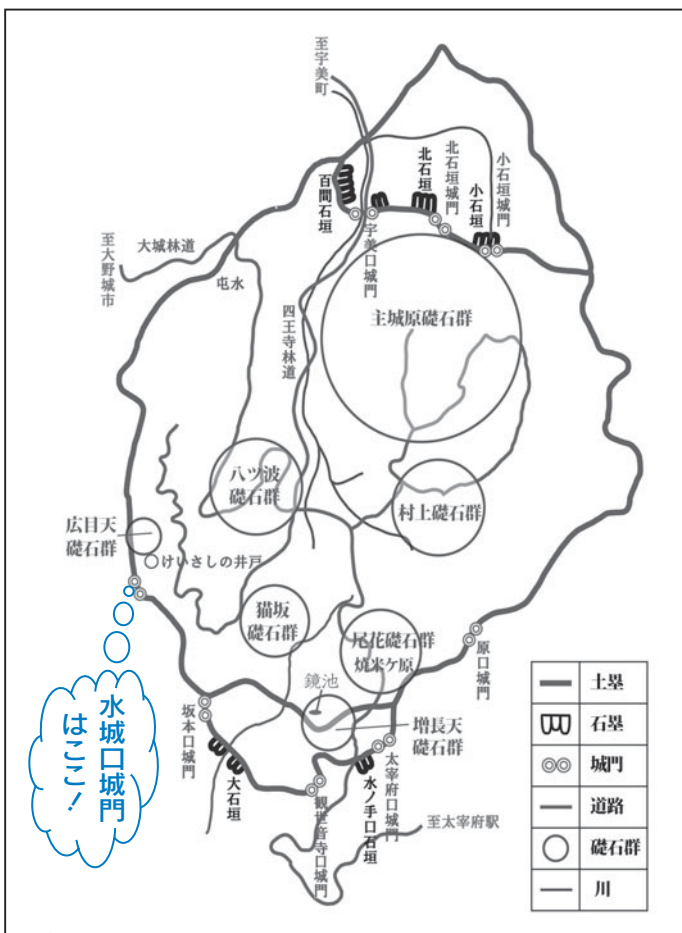 至宇美町
北石垣城門
小石垣城門
北石垣
小石垣
百間石垣
宇美口城門
至大野城市
大城林道
屯水
四王寺林道
主城原礎石群
八ツ波
礎石群
村上礎石群
広目天
礎石群
けいさしの井戸
猫坂
礎石群
尾花礎石群
焼米ケ原
原口城門
鏡池
増長天
礎石群
坂本口城門
大石垣
観世音寺口城門
水ノ手口石垣
太宰府口城門
至太宰府駅
水城口城門
はここ！
土塁
石塁
城門
道路
礎石群
川